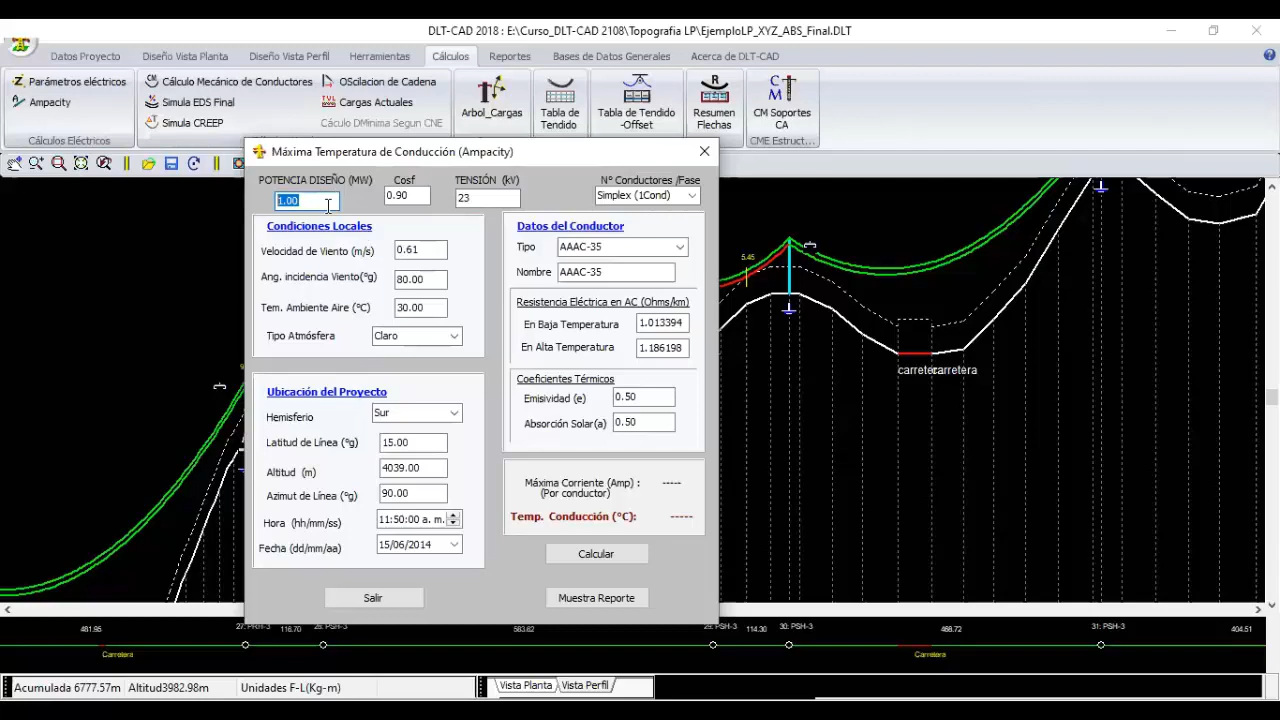 DLT-CAD 2018 : E:\Curso_DLT-CAD 2108\Topografia LP\EjemploLP_XYZ_ABS_Final.DLT
Datos Proyecto Diseño Vista Planta Diseño Vista Perfil Herramientas Cálculos Reportes Bases de Datos Generales Acerca de DLT-CAD
Parámetros eléctricos
Ampacity
Cálculos Eléctricos
Cálculo Mecánico de Conductores
Simula EDS Final
Simula CREEP
OScilacion de Cadena
Cargas Actuales
Cáculo DMinima Segun CNE
Arbol_Cargas
Tabla de
Tendido
Tabla de Tendido
-Offset
Resumen
Flechas
CM Soportes
CA
CME Estruct...
Máxima Temperatura de Conducción (Ampacity)
POTENCIA DISEÑO (MW) Cosf TENSIÓN (kV) N° Conductores /Fase
1.00 0.90 23 Simplex (1Cond)
Condiciones Locales
Velocidad de Viento (m/s) 0.61
Ang. incidencia Viento(ºg) 80.00
Tem. Ambiente Aire (ºC) 30.00
Tipo Atmósfera Claro
Ubicación del Proyecto
Hemisferio Sur
Latitud de Línea (ºg) 15.00
Altitud (m) 4039.00
Azimut de Línea (ºg) 90.00
Hora (hh/mm/ss) 11:50:00 a. m.
Fecha (dd/mm/aa) 15/06/2014
Datos del Conductor
Tipo AAAC-35
Nombre AAAC-35
Resistencia Eléctrica en AC (Ohms/km)
En Baja Temperatura 1.013394
En Alta Temperatura 1.186198
Coeficientes Térmicos
Emisividad (e) 0.50
Absorción Solar(a) 0.50
Máxima Corriente (Amp) : -----
(Por conductor)
Temp. Conducción (ºC): -----
Calcular
Salir Muestra Reporte
5.45
carretera carretera
481.95 116.70 583.62 29: PSH-3 114.30 30: PSH-3 466.72 31: PSH-3 404.51
Carretera Carretera
Acumulada 6777.57m Altitud3982.98m Unidades F-L(Kg-m) Vista Planta Vista Perfil